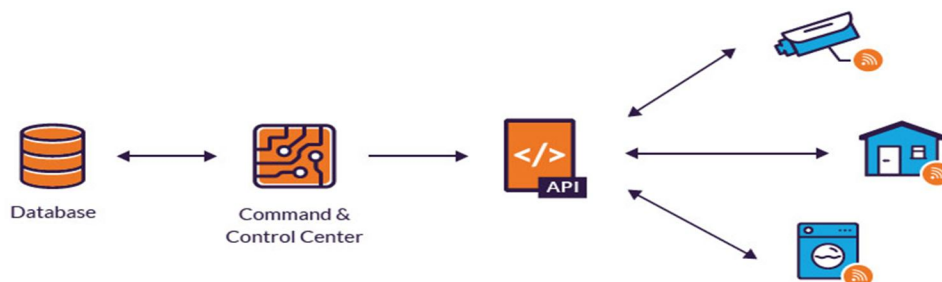 Database
Command &
Control Center
</>
API